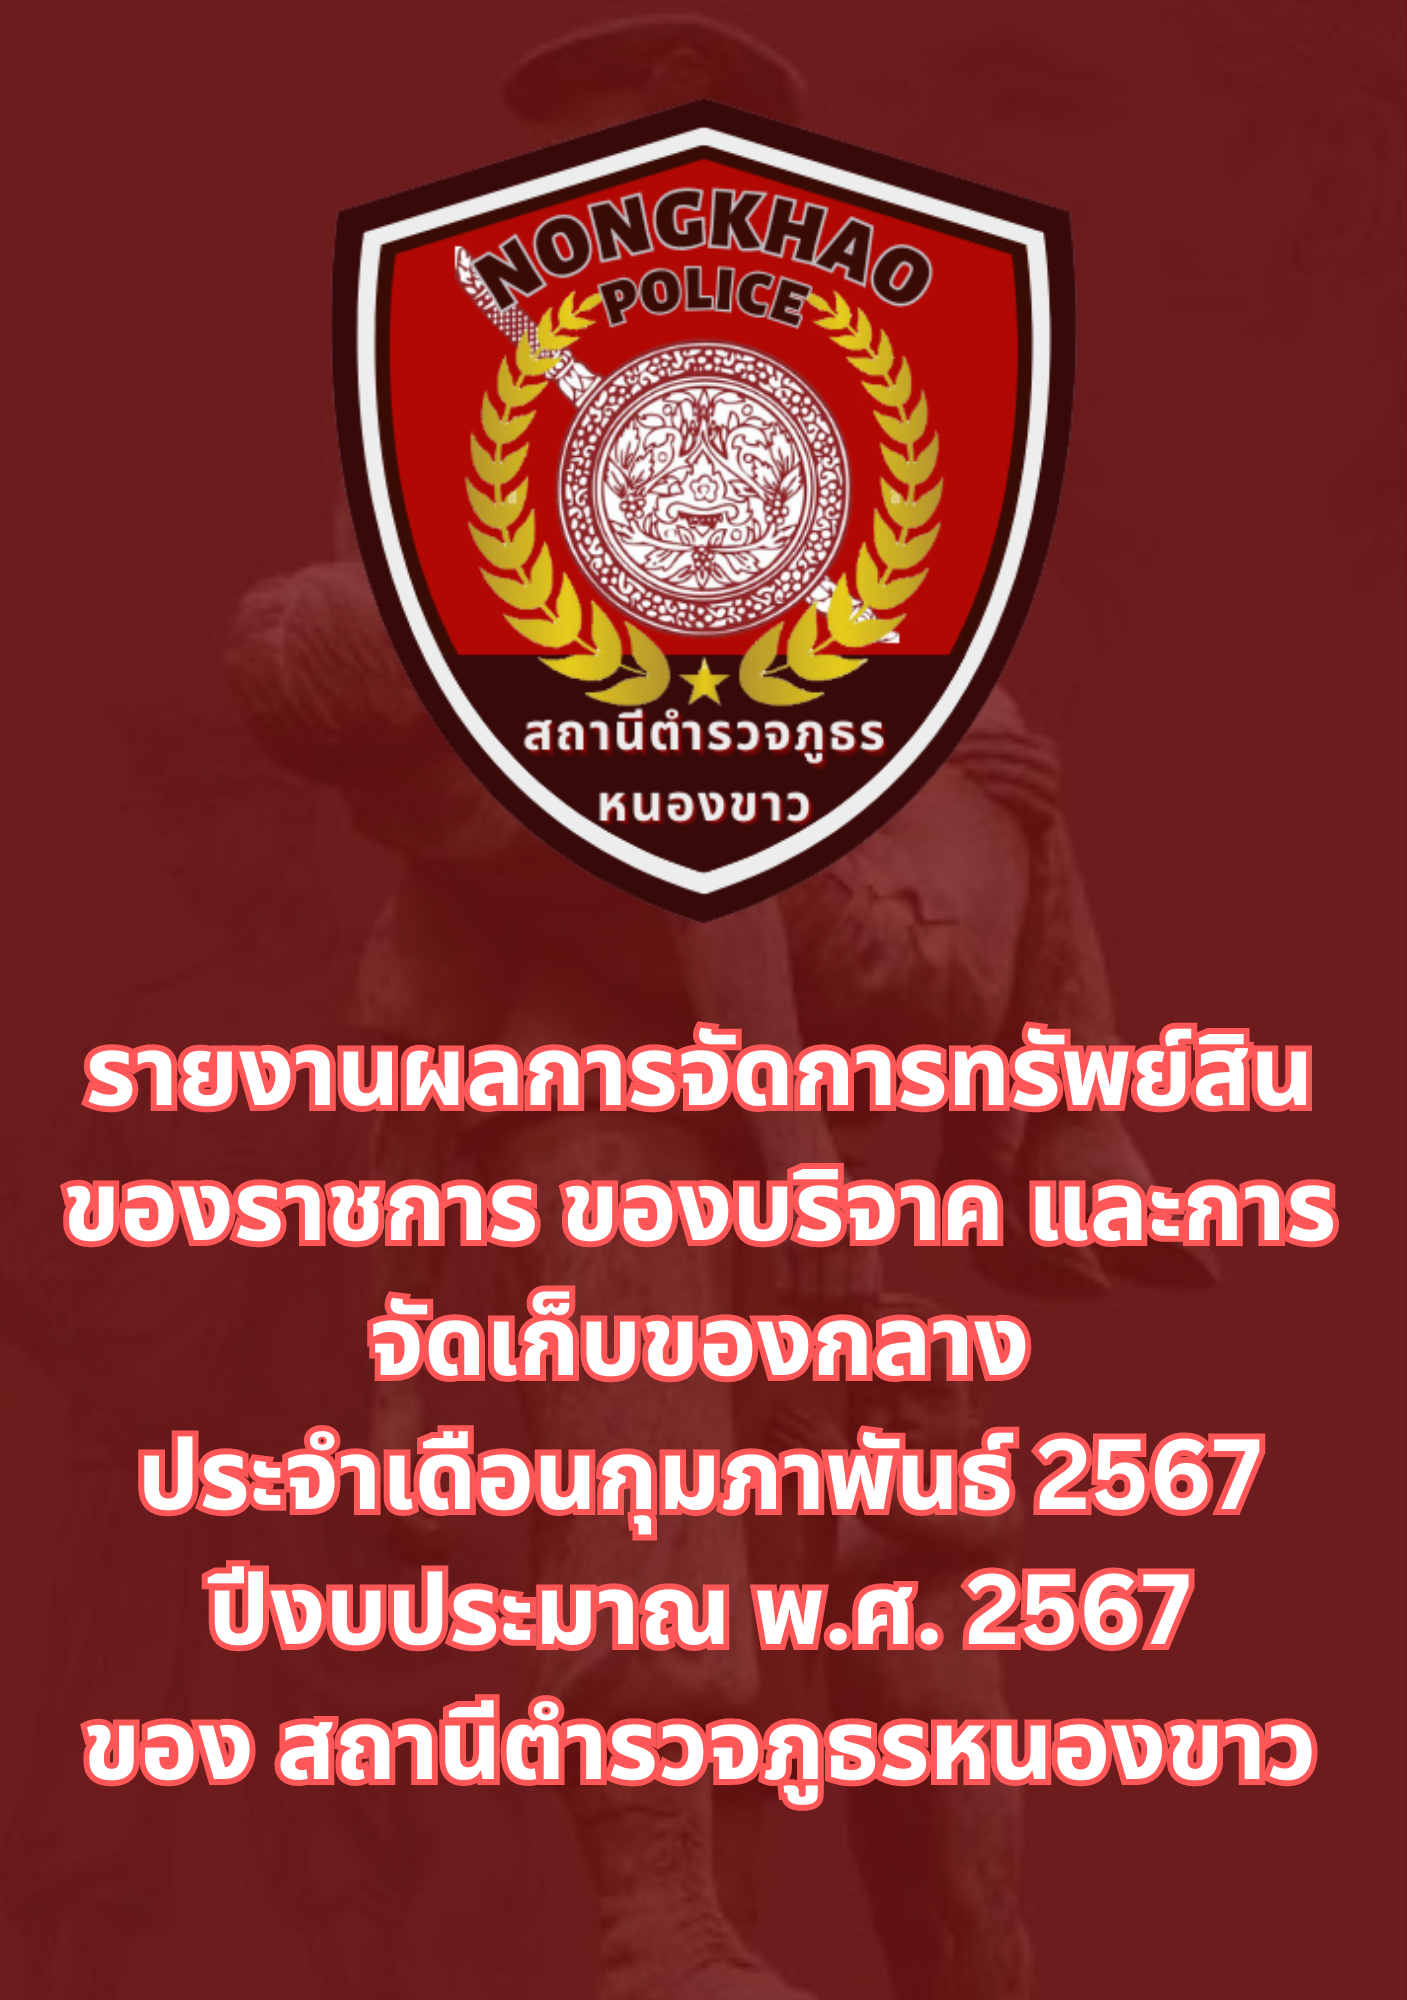 NONGKHAO
POLICE
สถานีตำรวจภูธร
หนองขาว
รายงานผลการจัดการทรัพย์สิน
ของราชการ ของบริจาค และการ
จัดเก็บของกลาง
ประจำเดือนกุมภาพันธ์ 2567
ปีงบประมาณ พ.ศ. 2567
ของ สถานีตำรวจภูธรหนองขาว